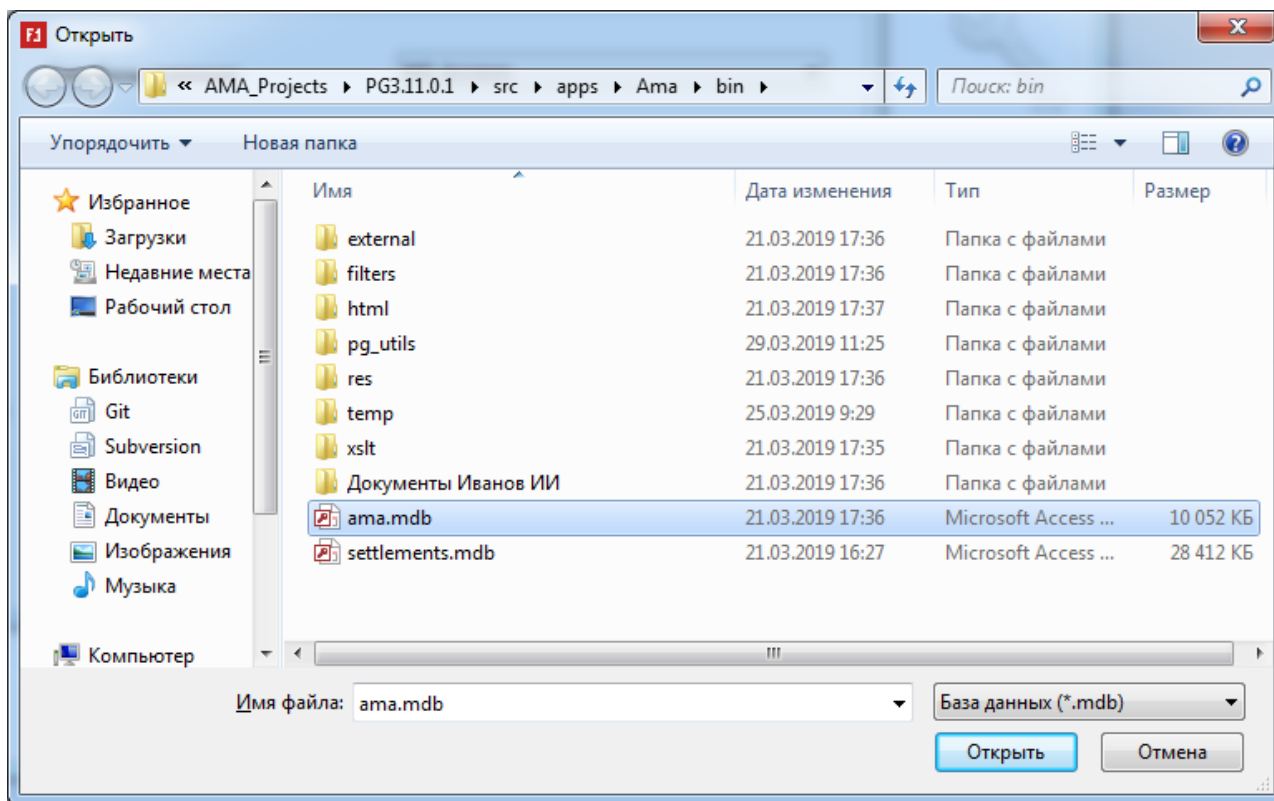 Открыть
« AMA_Projects ▸ PG3.11.0.1 ▸ src ▸ apps ▸ Ama ▸ bin ▸
Поиск: bin
Упорядочить Новая папка
Избранное
Загрузки
Недавние места
Рабочий стол
Библиотеки
Git
Subversion
Видео
Документы
Изображения
Музыка
Компьютер
Имя Дата изменения Тип Размер
external 21.03.2019 17:36 Папка с файлами
filters 21.03.2019 17:36 Папка с файлами
html 21.03.2019 17:37 Папка с файлами
pg_utils 29.03.2019 11:25 Папка с файлами
res 21.03.2019 17:36 Папка с файлами
temp 25.03.2019 9:29 Папка с файлами
xslt 21.03.2019 17:35 Папка с файлами
Документы Иванов ИИ 21.03.2019 17:36 Папка с файлами
ama.mdb 21.03.2019 17:36 Microsoft Access ... 10 052 КБ
settlements.mdb 21.03.2019 16:27 Microsoft Access ... 28 412 КБ
Имя файла: ama.mdb База данных (*.mdb)
Открыть Отмена